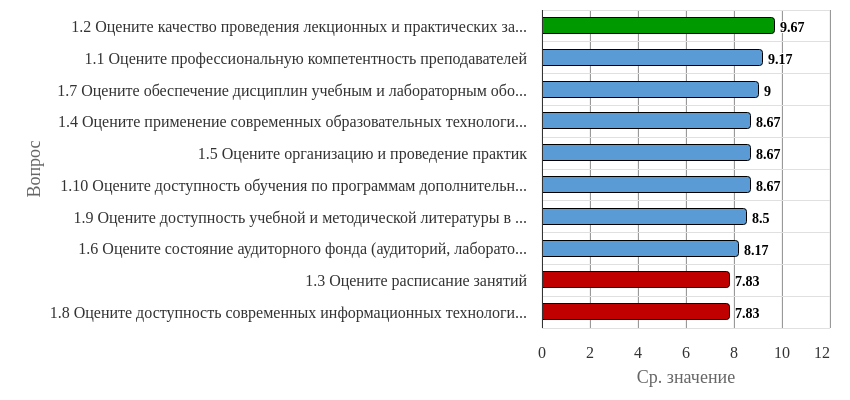 1.2 Оцените качество проведения лекционных и практических за... 9.67
1.1 Оцените профессиональную компетентность преподавателей 9.17
1.7 Оцените обеспечение дисциплин учебным и лабораторным обо... 9
1.4 Оцените применение современных образовательных технологи... 8.67
1.5 Оцените организацию и проведение практик 8.67
1.10 Оцените доступность обучения по программам дополнительн... 8.67
1.9 Оцените доступность учебной и методической литературы в ... 8.5
1.6 Оцените состояние аудиторного фонда (аудиторий, лаборато... 8.17
1.3 Оцените расписание занятий 7.83
1.8 Оцените доступность современных информационных технологи... 7.83
Вопрос
0 2 4 6 8 10 12
Ср. значение